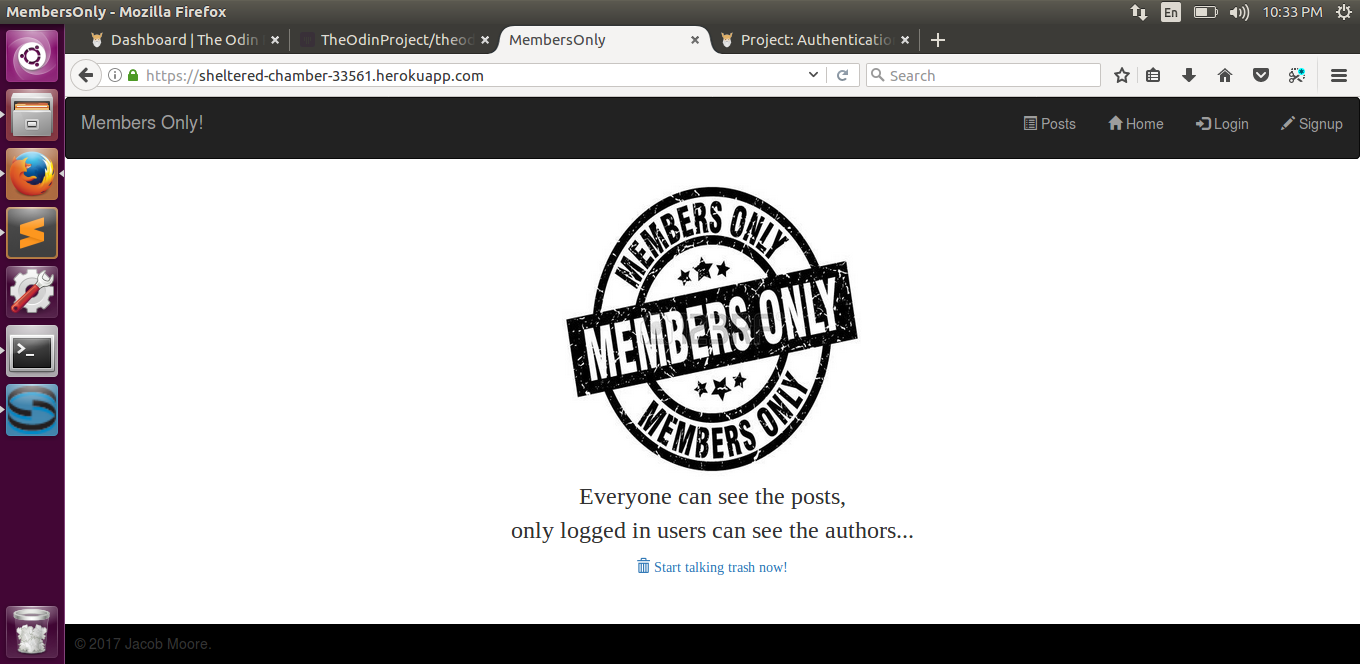 MembersOnly - Mozilla Firefox
En
10:33 PM
Dashboard | The Odin
TheOdinProject/theod
MembersOnly
Project: Authenticatio
https://sheltered-chamber-33561.herokuapp.com
Search
Members Only!
Posts
Home
Login
Signup
MEMBERS ONLY
MEMBERS ONLY
MEMBERS ONLY
Everyone can see the posts,
only logged in users can see the authors...
Start talking trash now!
© 2017 Jacob Moore.